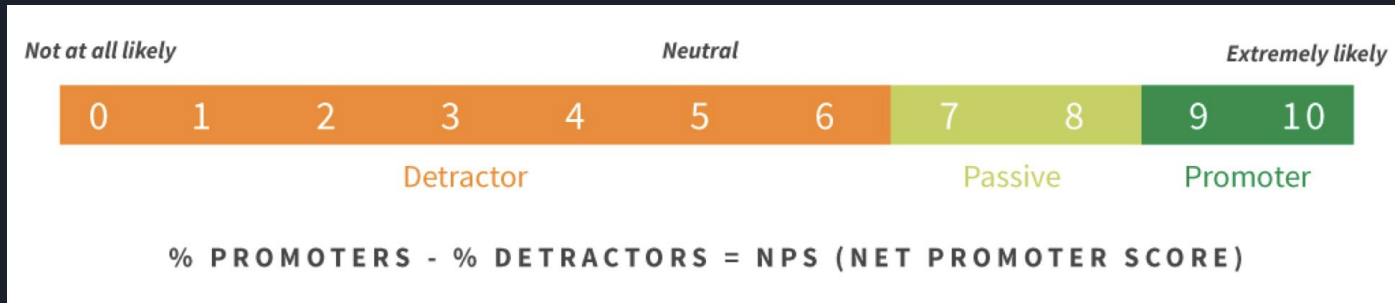 Not at all likely Neutral Extremely likely
0 1 2 3 4 5 6 7 8 9 10
Detractor Passive Promoter
% PROMOTERS - % DETRACTORS = NPS (NET PROMOTER SCORE)